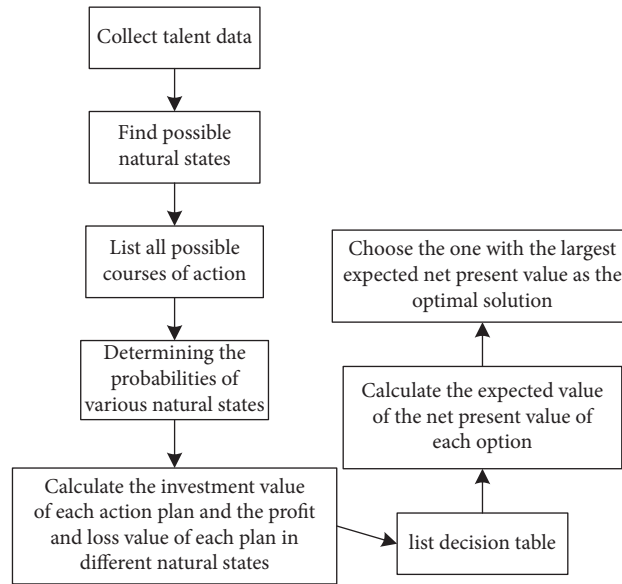 Collect talent data
Find possible
natural states
List all possible
courses of action
Determining the
probabilities of
various natural states
Calculate the investment value
of each action plan and the profit
and loss value of each plan in
different natural states
list decision table
Calculate the expected value
of the net present value of
each option
Choose the one with the largest
expected net present value as the
optimal solution